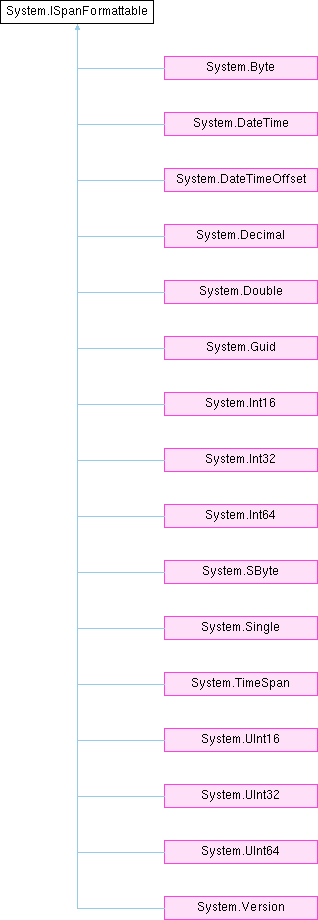 System.ISpanFormattable
System.Byte
System.DateTime
System.DateTimeOffset
System.Decimal
System.Double
System.Guid
System.Int16
System.Int32
System.Int64
System.SByte
System.Single
System.TimeSpan
System.UInt16
System.UInt32
System.UInt64
System.Version